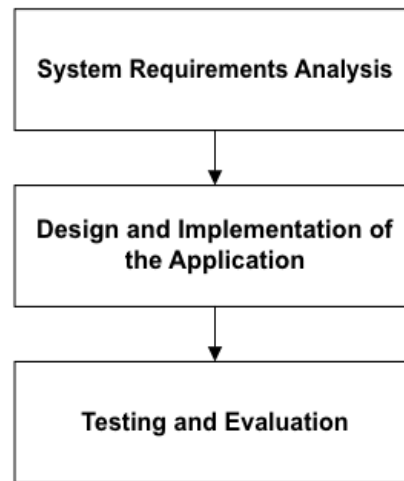 System Requirements Analysis
Design and Implementation of
the Application
Testing and Evaluation